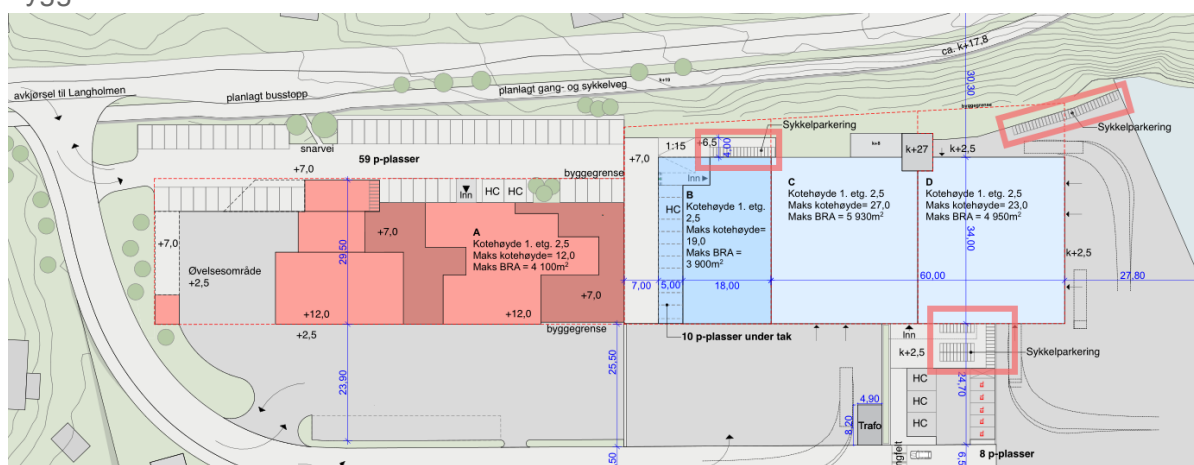 avkjørsel til Langholmen
planlagt busstopp
planlagt gang- og sykkelveg
k+10
ca. k+17,8
30,30
byggegrense
Sykkelparkering
snarvei
59 p-plasser
+7,0
byggegrense
Inn
HC
HC
+7,0
1:15
+6,5
4,00
Sykkelparkering
k+8
k+27
k+2,5
+7,0
Øvelsesområde
+2,5
29,50
A
Kotehøyde 1. etg. 2,5
Maks kotehøyde= 12,0
Maks BRA = 4 100m²
+7,0
+12,0
+12,0
Inn
HC
B
Kotehøyde 1. etg.
2,5
Maks kotehøyde=
19,0
Maks BRA =
3 900m²
C
Kotehøyde 1. etg. 2,5
Maks kotehøyde= 27,0
Maks BRA = 5 930m²
D
Kotehøyde 1. etg. 2,5
Maks kotehøyde= 23,0
Maks BRA = 4 950m²
34,00
k+2,5
7,00
5,00
18,00
60,00
27,80
+2,5
byggegrense
10 p-plasser under tak
Inn
k+2,5
Sykkelparkering
23,90
25,50
24,70
HC
HC
HC
4,90
8,20
Trafo
8 p-plasser
6,5